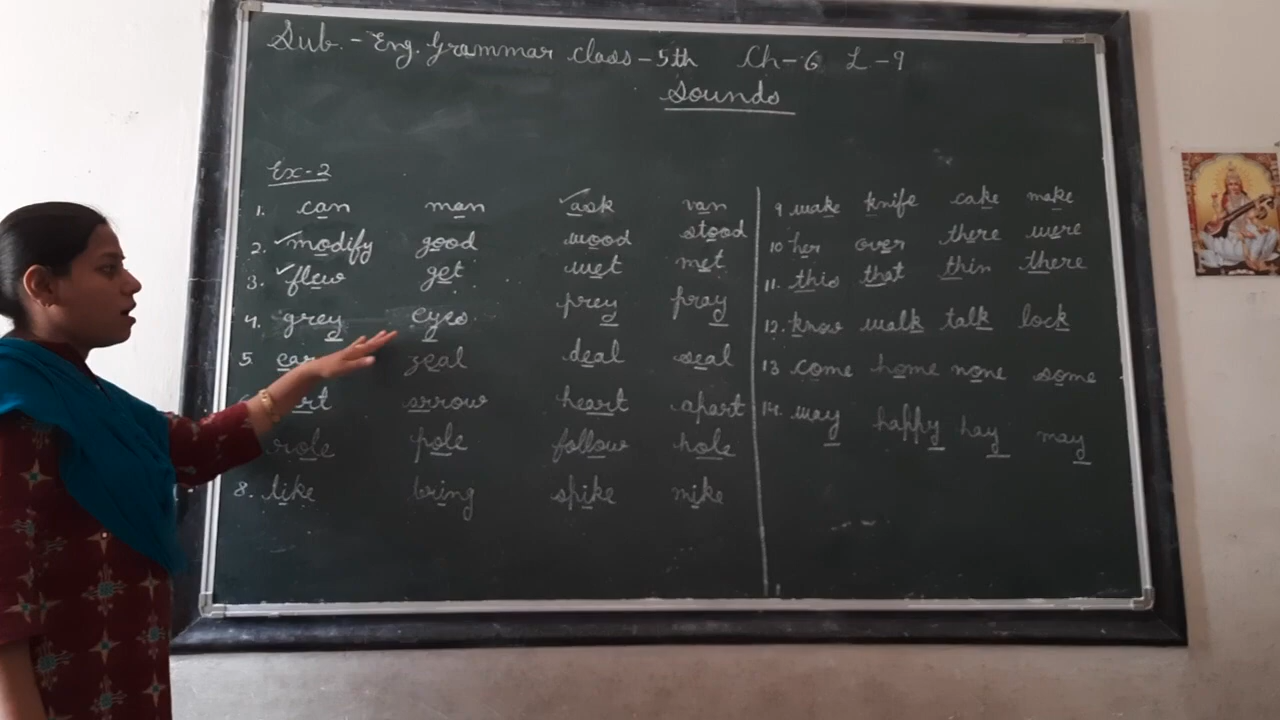 Sub. - Eng. Grammar Class - 5th Ch - 6 L - 9
Sounds
Ex-2
1. can man ✓ask van
2. ✓modify good wood stood
3. ✓flew get wet met
4. grey eyes prey pray
5. ear zeal deal seal
arrow heart apart
role pole follow hole
8. like bring spike mike
9 wake knife cake make
10 her over there were
11. this that thin there
12. know walk talk lock
13 come home none some
14. way happy hay may